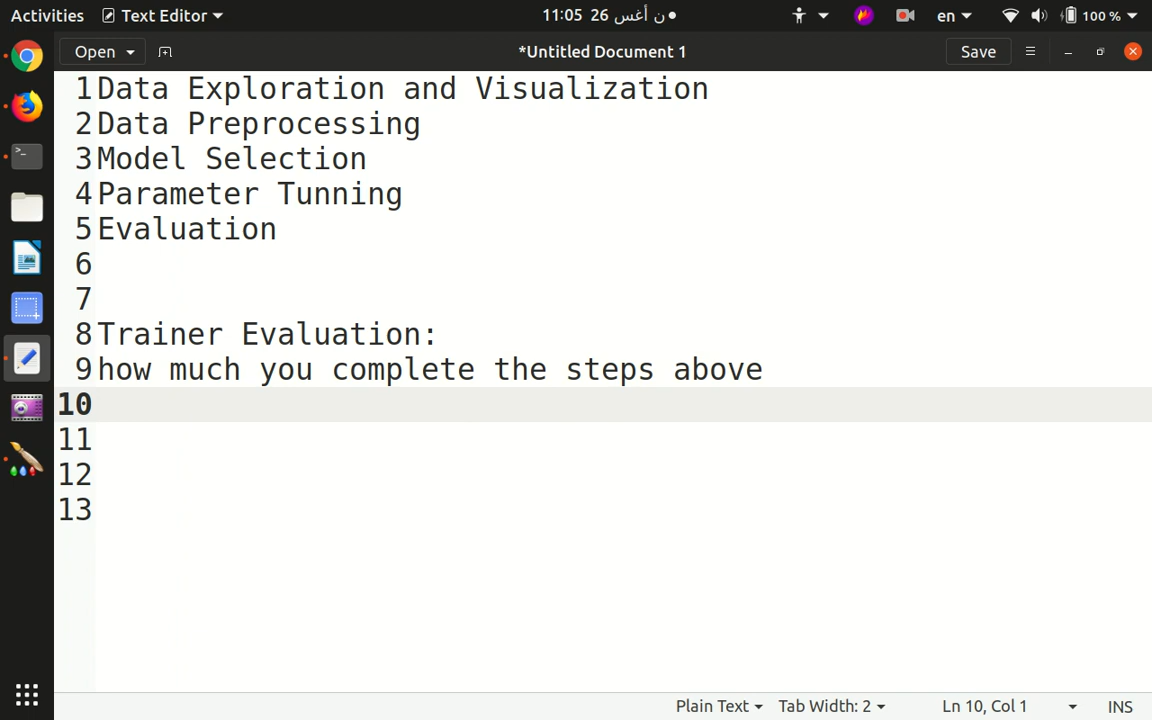 Activities Text Editor 11:05 26 ن أغس en 100 %
Open *Untitled Document 1 Save
1 Data Exploration and Visualization
2 Data Preprocessing
3 Model Selection
4 Parameter Tunning
5 Evaluation
6
7
8 Trainer Evaluation:
9 how much you complete the steps above
10
11
12
13
Plain Text Tab Width: 2 Ln 10, Col 1 INS